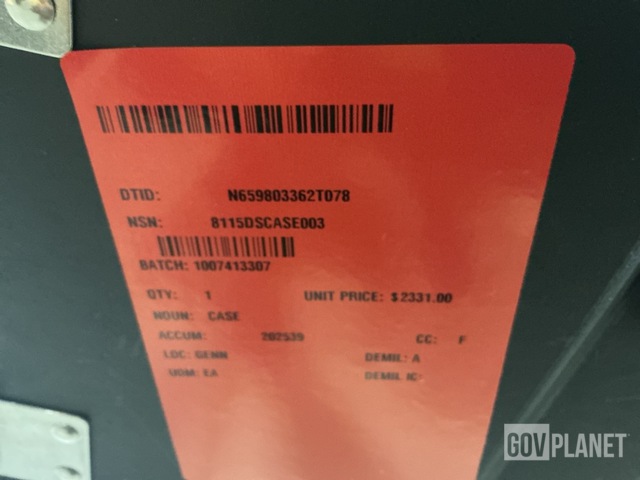 DTID: N659803362T078
NSN: 8115DSCASE003
BATCH: 1007413307
QTY: 1 UNIT PRICE: $2331.00
NOUN: CASE
ACCUM: 202539 CC: F
LOC: GENN DEMIL: A
UOM: EA DEMIL IC:
GOVPLANET